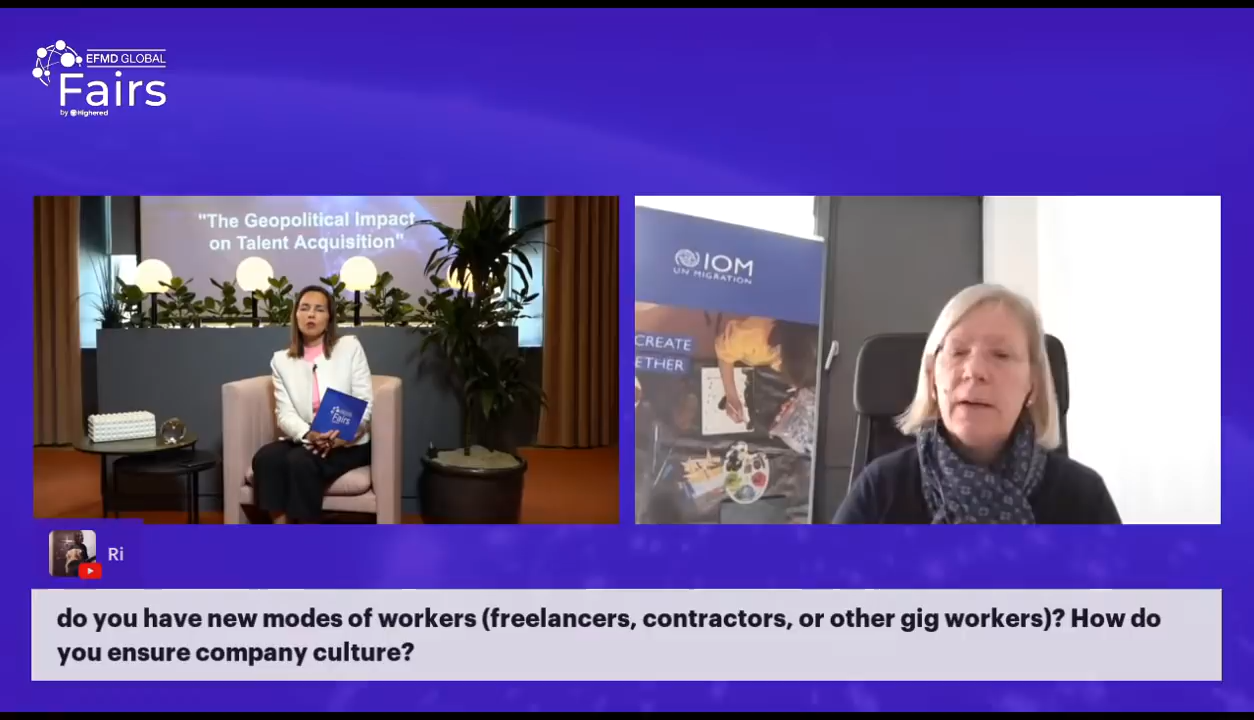 EFMD GLOBAL
Fairs
by Highered
"The Geopolitical Impact
on Talent Acquisition"
Fairs
IOM
UN MIGRATION
CREATE
ETHER
Ri
do you have new modes of workers (freelancers, contractors, or other gig workers)? How do
you ensure company culture?